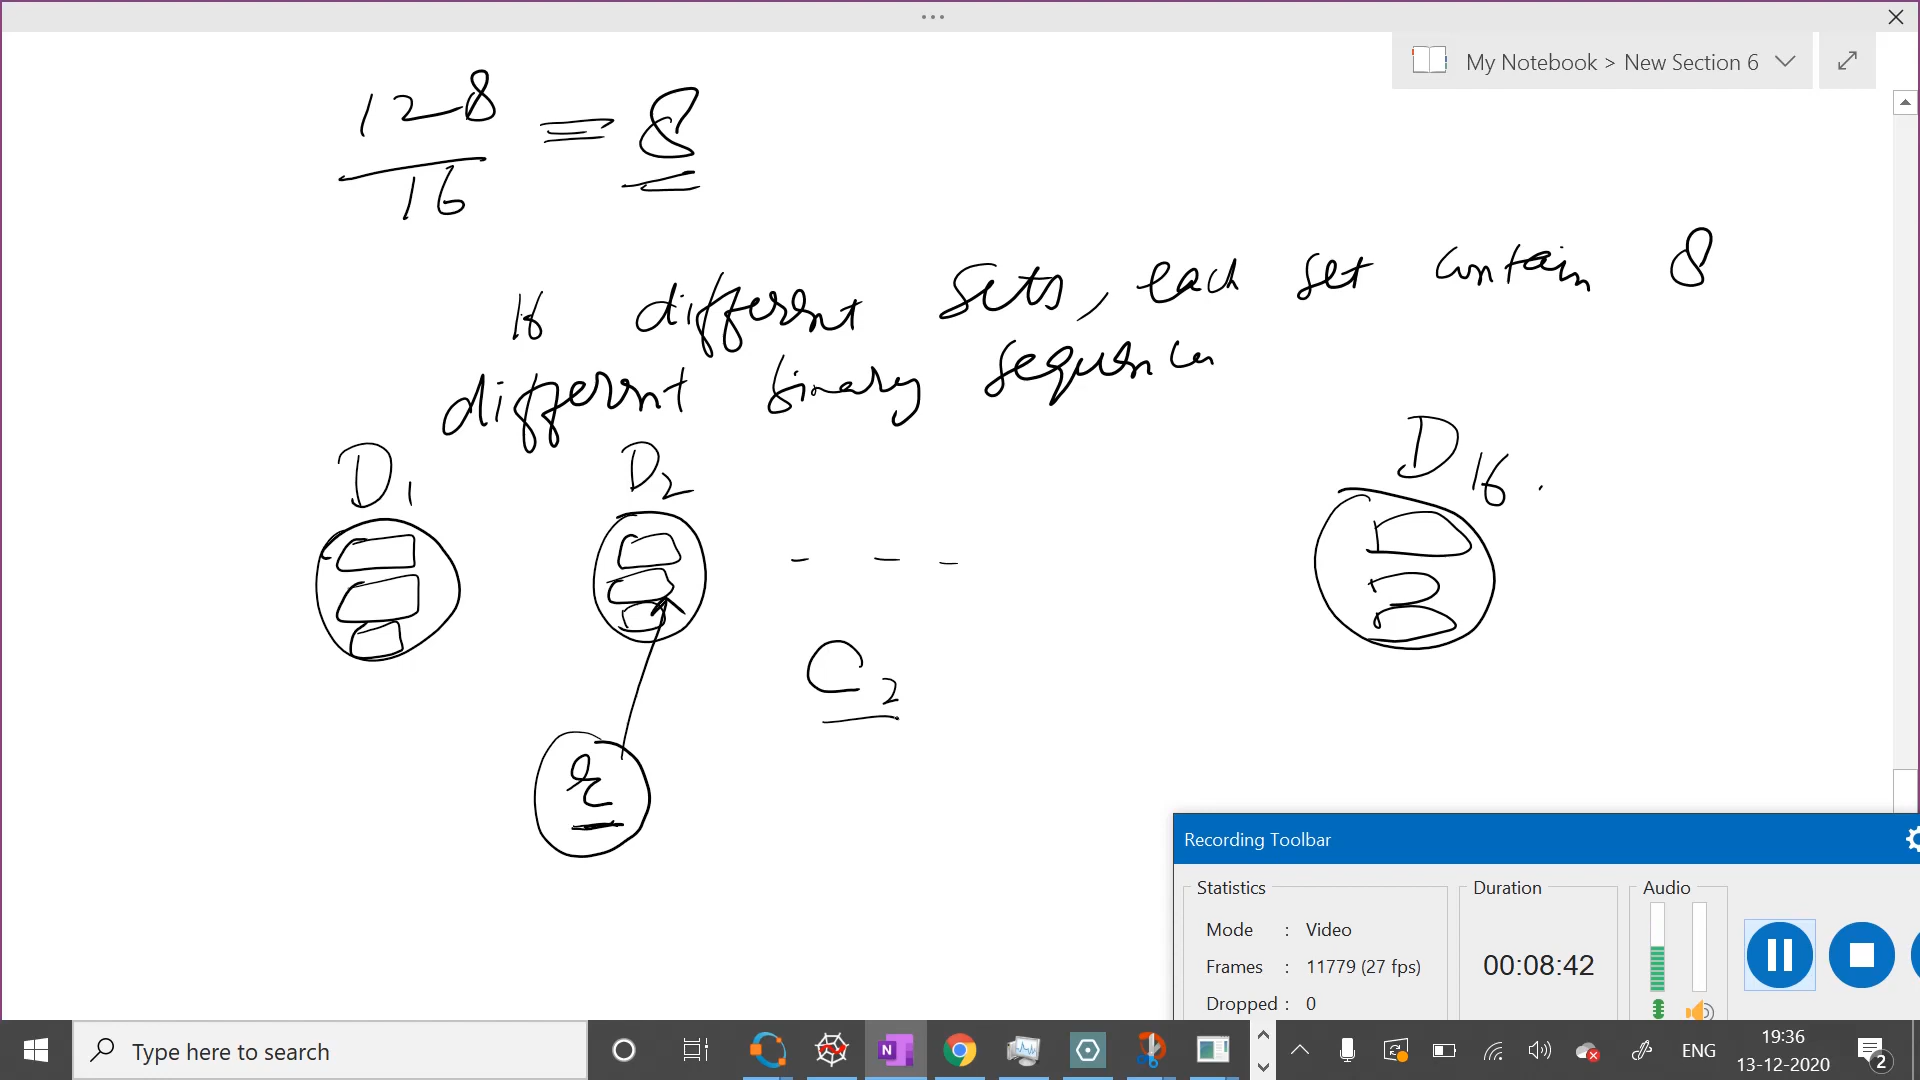 My Notebook > New Section 6
128
16
= 8
16 different sets, each set contain 8
different binary sequences
D1
D2
D16.
- - -
C2
r
Recording Toolbar
Statistics
Duration
Audio
Mode : Video
Frames : 11779 (27 fps)
00:08:42
Dropped : 0
Type here to search
N
ENG
19:36
13-12-2020
2